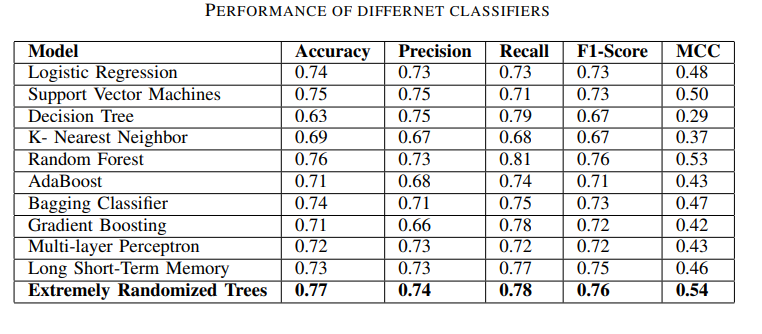 PERFORMANCE OF DIFFERNET CLASSIFIERS
Model Accuracy Precision Recall F1-Score MCC
Logistic Regression 0.74 0.73 0.73 0.73 0.48
Support Vector Machines 0.75 0.75 0.71 0.73 0.50
Decision Tree 0.63 0.75 0.79 0.67 0.29
K- Nearest Neighbor 0.69 0.67 0.68 0.67 0.37
Random Forest 0.76 0.73 0.81 0.76 0.53
AdaBoost 0.71 0.68 0.74 0.71 0.43
Bagging Classifier 0.74 0.71 0.75 0.73 0.47
Gradient Boosting 0.71 0.66 0.78 0.72 0.42
Multi-layer Perceptron 0.72 0.73 0.72 0.72 0.43
Long Short-Term Memory 0.73 0.73 0.77 0.75 0.46
Extremely Randomized Trees 0.77 0.74 0.78 0.76 0.54